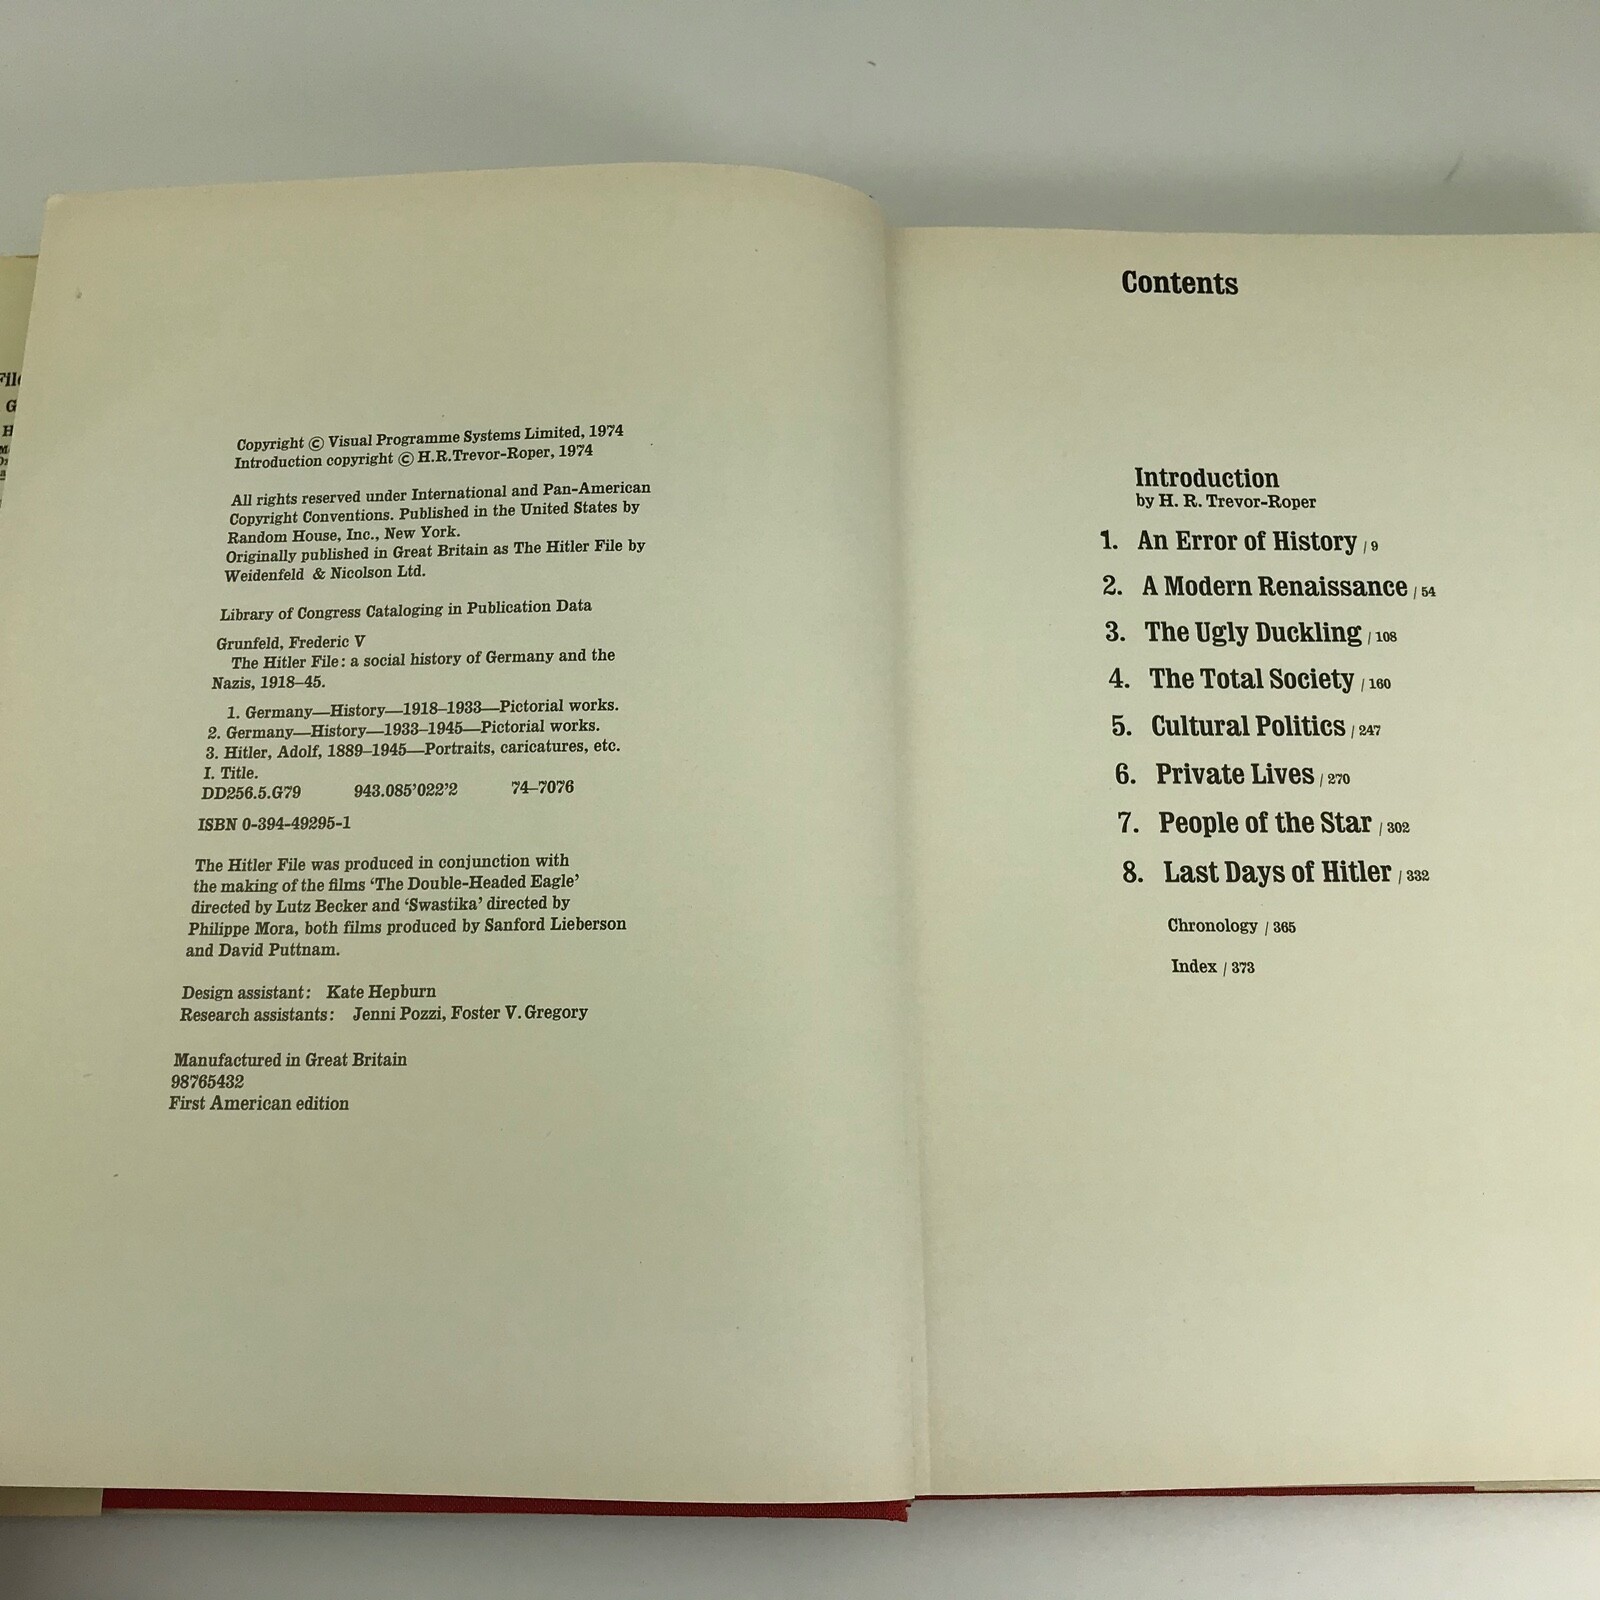 Copyright © Visual Programme Systems Limited, 1974
Introduction copyright © H.R.Trevor-Roper, 1974
All rights reserved under International and Pan-American
Copyright Conventions. Published in the United States by
Random House, Inc., New York.
Originally published in Great Britain as The Hitler File by
Weidenfeld & Nicolson Ltd.
Library of Congress Cataloging in Publication Data
Grunfeld, Frederic V
The Hitler File: a social history of Germany and the
Nazis, 1918–45.
1. Germany—History—1918–1933—Pictorial works.
2. Germany—History—1933–1945—Pictorial works.
3. Hitler, Adolf, 1889–1945—Portraits, caricatures, etc.
I. Title.
DD256.5.G79 943.085'022'2 74–7076
ISBN 0-394-49295-1
The Hitler File was produced in conjunction with
the making of the films ‘The Double-Headed Eagle’
directed by Lutz Becker and ‘Swastika’ directed by
Philippe Mora, both films produced by Sanford Lieberson
and David Puttnam.
Design assistant: Kate Hepburn
Research assistants: Jenni Pozzi, Foster V. Gregory
Manufactured in Great Britain
98765432
First American edition
Contents
Introduction
by H. R. Trevor-Roper
1. An Error of History / 9
2. A Modern Renaissance / 54
3. The Ugly Duckling / 108
4. The Total Society / 160
5. Cultural Politics / 247
6. Private Lives / 270
7. People of the Star / 302
8. Last Days of Hitler / 332
Chronology / 365
Index / 373